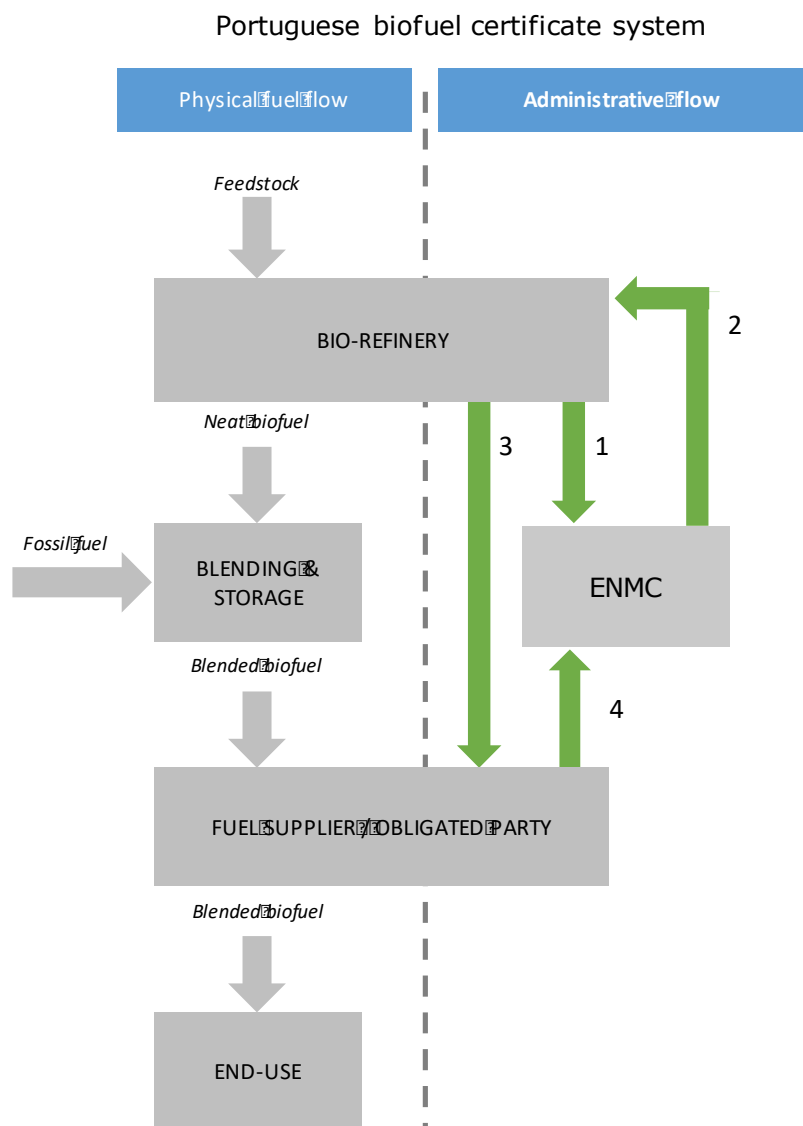 Portuguese biofuel certificate system
Physical fuel flow
Administrative flow
Feedstock
BIO-REFINERY
2
Neat biofuel
3
1
Fossil fuel
BLENDING &
STORAGE
ENMC
Blended biofuel
4
FUEL SUPPLIER / OBLIGATED PARTY
Blended biofuel
END-USE